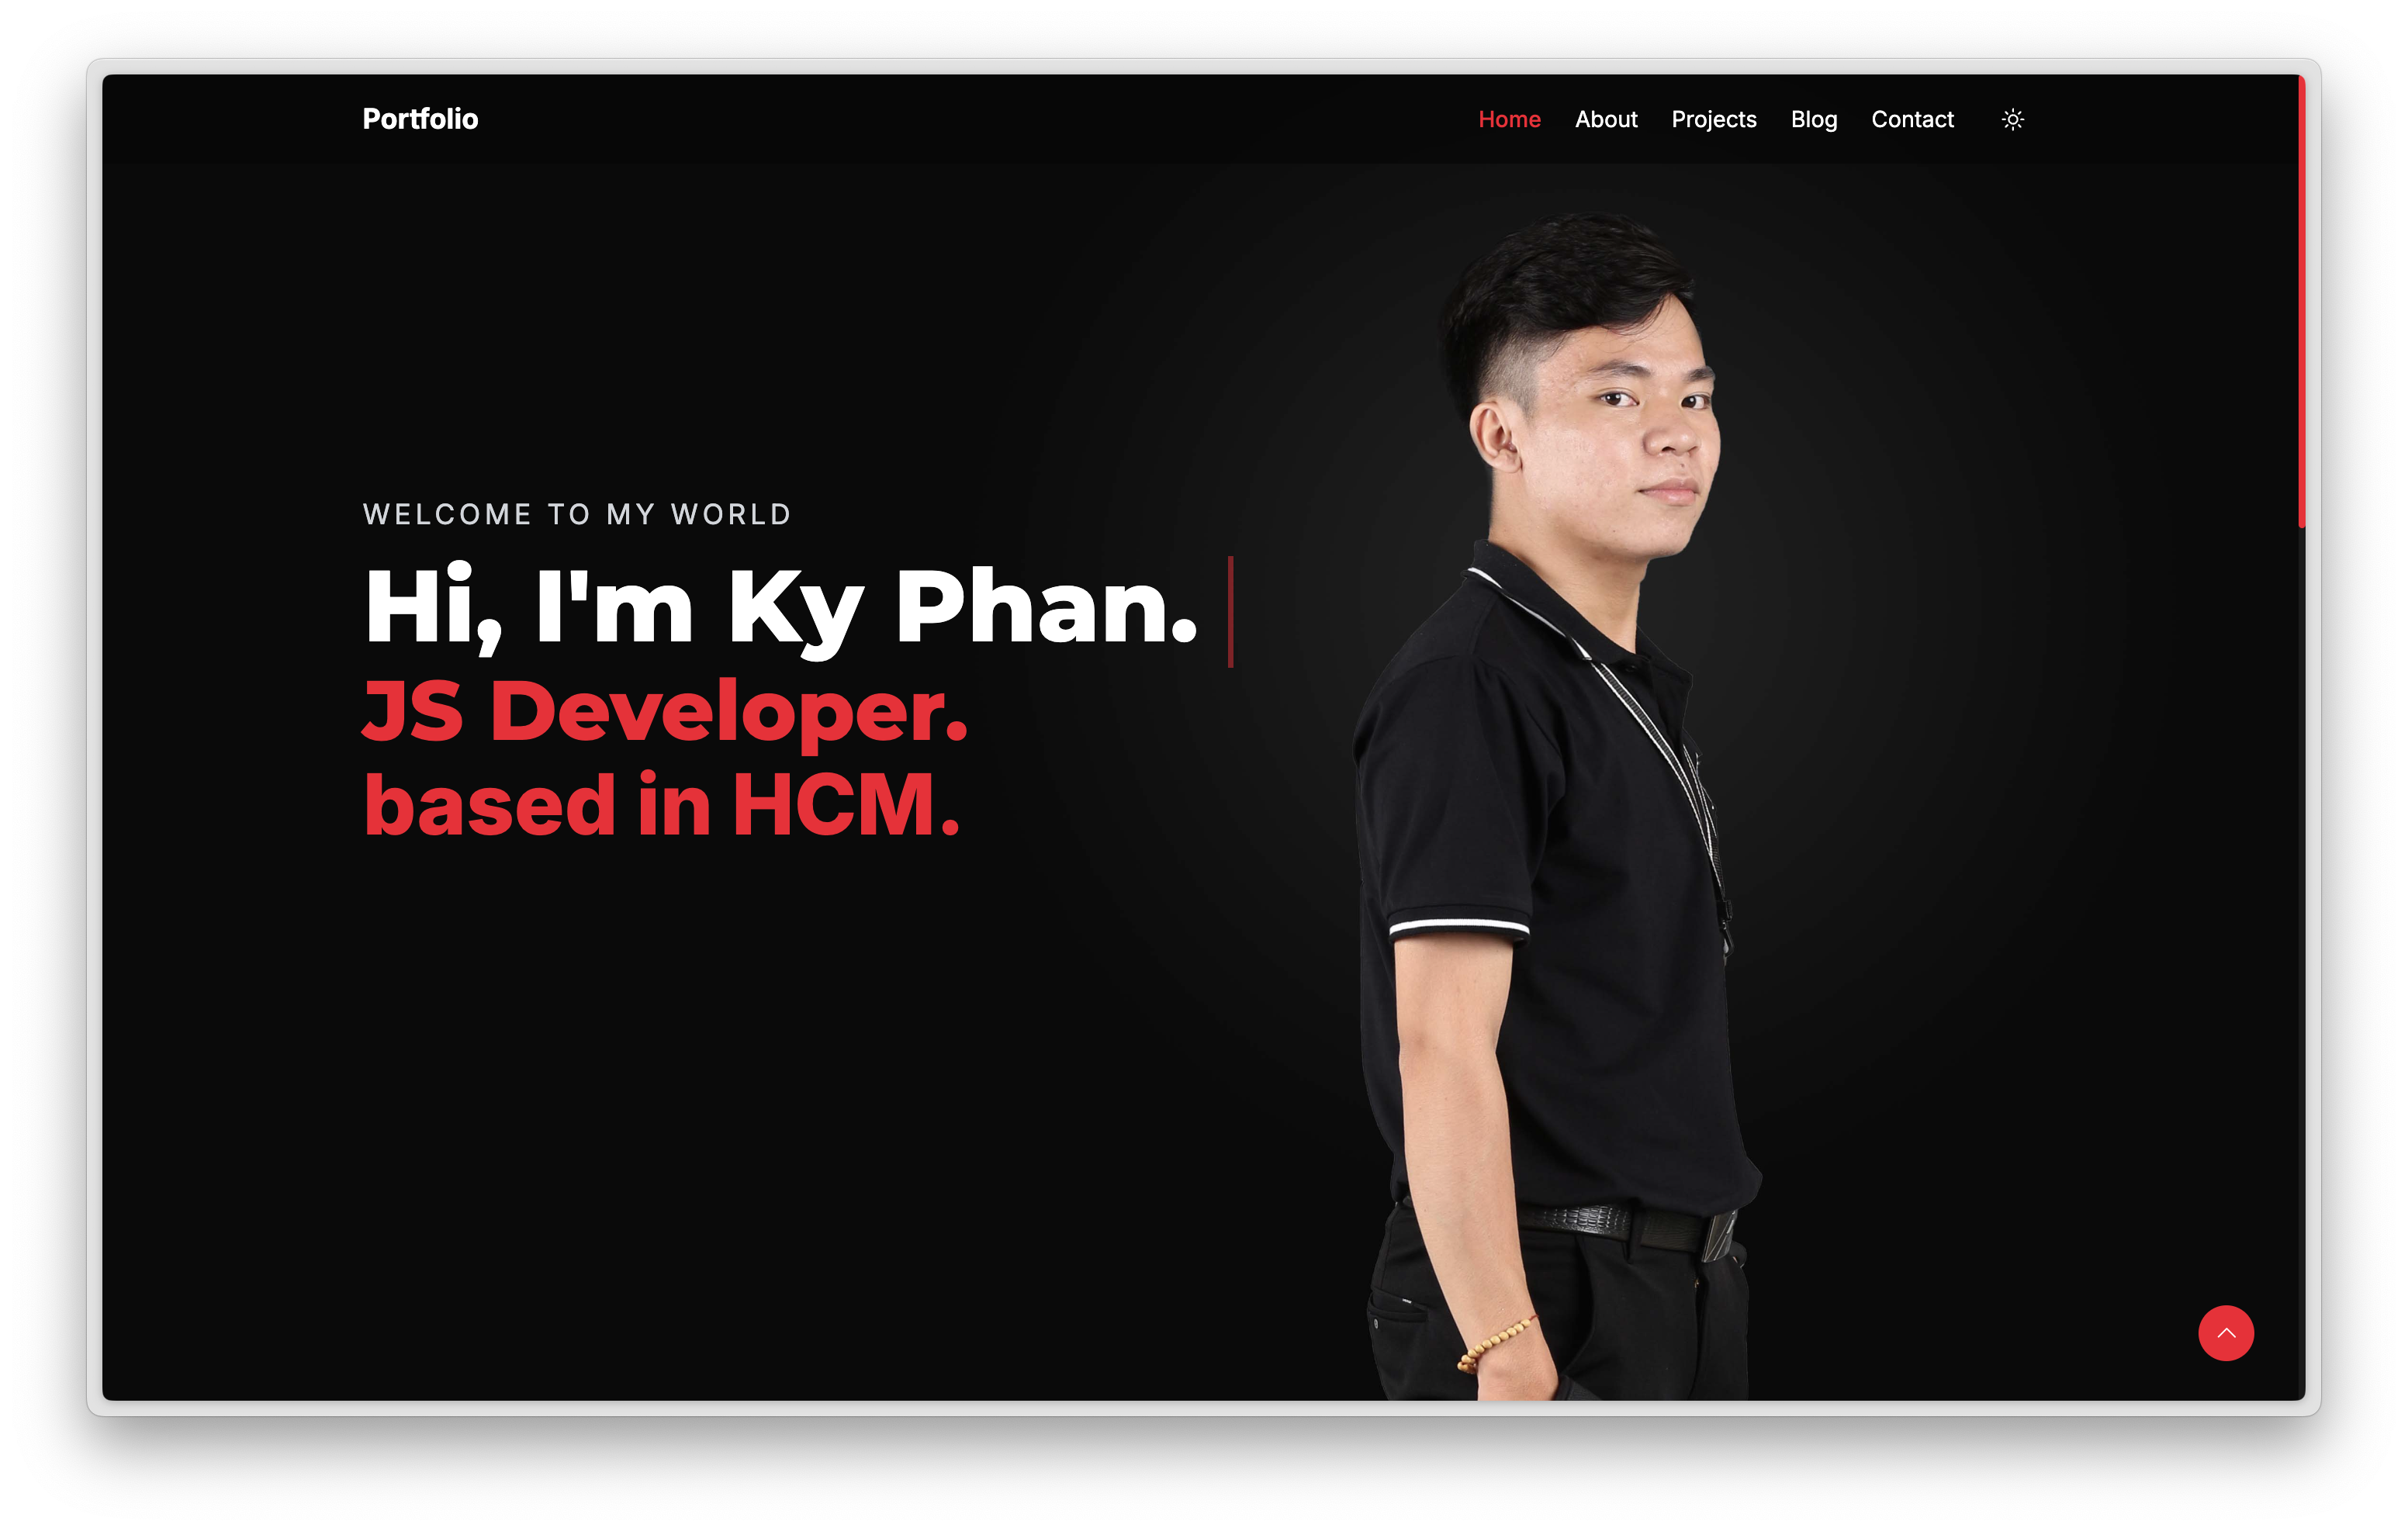 Portfolio
Home About Projects Blog Contact
WELCOME TO MY WORLD
Hi, I'm Ky Phan.
JS Developer.
based in HCM.